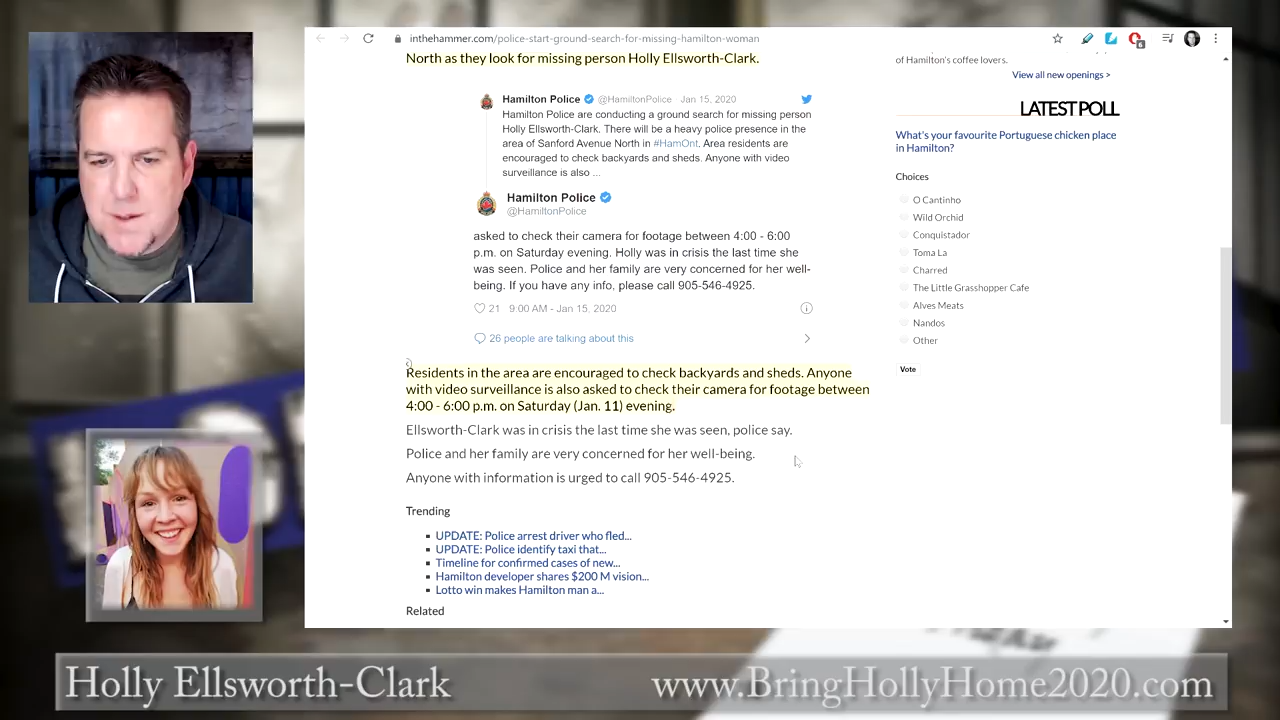 inthehammer.com/police-start-ground-search-for-missing-hamilton-woman
6
North as they look for missing person Holly Ellsworth-Clark.
Hamilton Police @HamiltonPolice · Jan 15, 2020
Hamilton Police are conducting a ground search for missing person
Holly Ellsworth-Clark. There will be a heavy police presence in the
area of Sanford Avenue North in #HamOnt. Area residents are
encouraged to check backyards and sheds. Anyone with video
surveillance is also ...
Hamilton Police
@HamiltonPolice
asked to check their camera for footage between 4:00 - 6:00
p.m. on Saturday evening. Holly was in crisis the last time she
was seen. Police and her family are very concerned for her well-
being. If you have any info, please call 905-546-4925.
21 9:00 AM - Jan 15, 2020
26 people are talking about this
Residents in the area are encouraged to check backyards and sheds. Anyone
with video surveillance is also asked to check their camera for footage between
4:00 - 6:00 p.m. on Saturday (Jan. 11) evening.
Ellsworth-Clark was in crisis the last time she was seen, police say.
Police and her family are very concerned for her well-being.
Anyone with information is urged to call 905-546-4925.
Trending
UPDATE: Police arrest driver who fled...
UPDATE: Police identify taxi that...
Timeline for confirmed cases of new...
Hamilton developer shares $200 M vision...
Lotto win makes Hamilton man a...
Related
of Hamilton's coffee lovers.
View all new openings >
LATEST POLL
What's your favourite Portuguese chicken place
in Hamilton?
Choices
O Cantinho
Wild Orchid
Conquistador
Toma La
Charred
The Little Grasshopper Cafe
Alves Meats
Nandos
Other
Vote
Holly Ellsworth-Clark
www.BringHollyHome2020.com